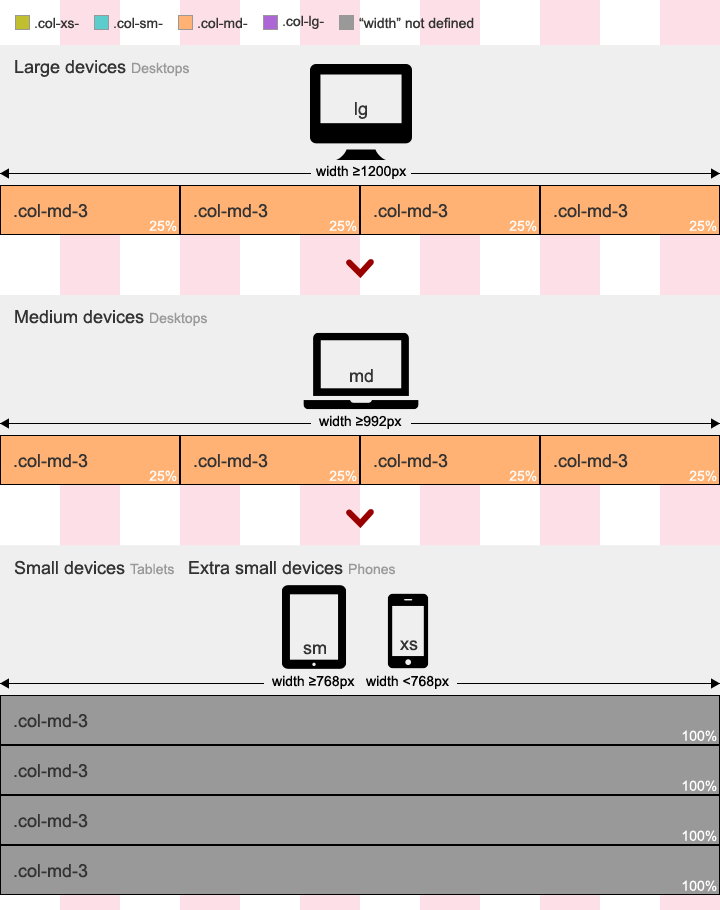 .col-xs- .col-sm- .col-md- .col-lg- “width” not defined
Large devices Desktops
lg
width ≥1200px
.col-md-3 25% .col-md-3 25% .col-md-3 25% .col-md-3 25%
Medium devices Desktops
md
width ≥992px
.col-md-3 25% .col-md-3 25% .col-md-3 25% .col-md-3 25%
Small devices Tablets Extra small devices Phones
sm xs
width ≥768px width <768px
.col-md-3 100%
.col-md-3 100%
.col-md-3 100%
.col-md-3 100%